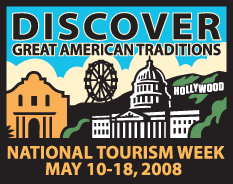 DISCOVER
GREAT AMERICAN TRADITIONS
HOLLYWOOD
NATIONAL TOURISM WEEK
MAY 10-18, 2008